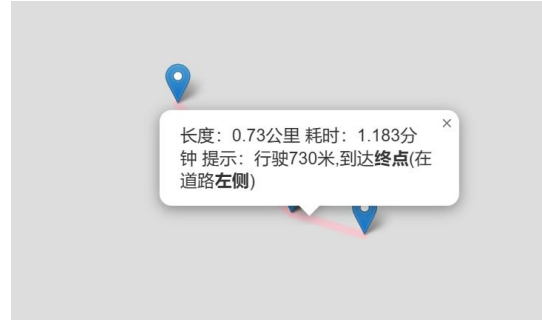 长度：0.73公里 耗时：1.183分
钟 提示：行驶730米,到达终点(在
道路左侧)
×